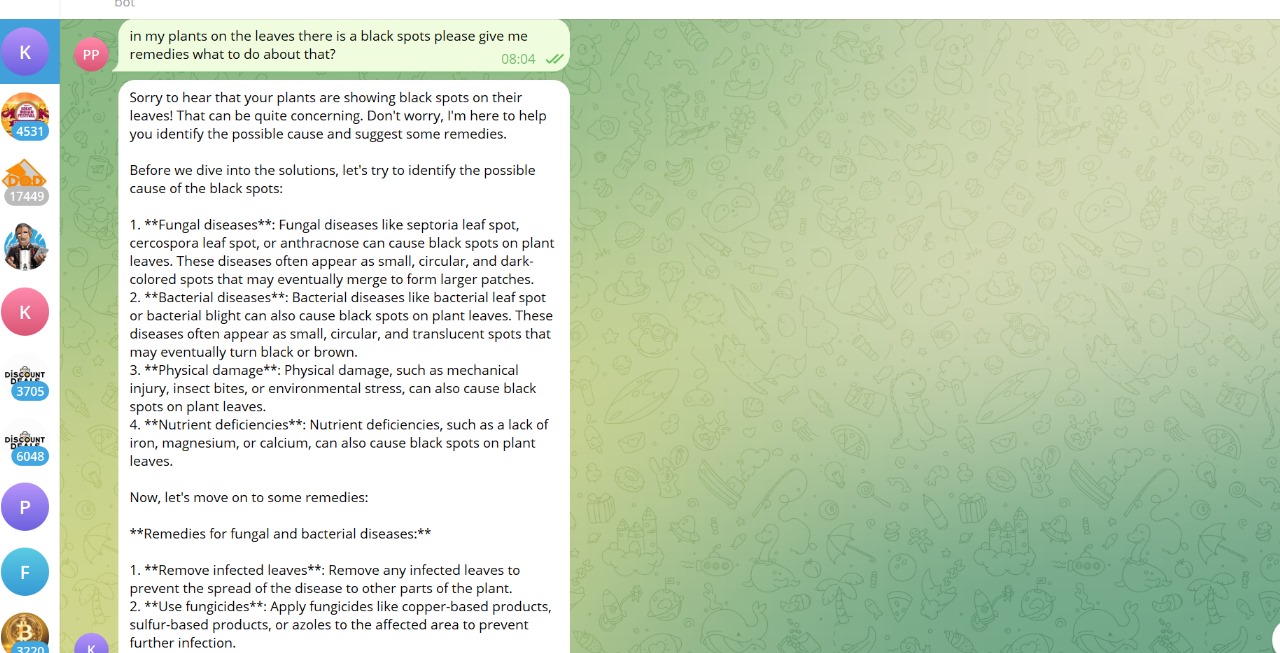 bot
K
PP
in my plants on the leaves there is a black spots please give me
remedies what to do about that?
08:04
4531
17449
K
DISCOUNT
DEALS
3705
DISCOUNT
DEALS
6048
P
F
3220
K
Sorry to hear that your plants are showing black spots on their
leaves! That can be quite concerning. Don't worry, I'm here to help
you identify the possible cause and suggest some remedies.
Before we dive into the solutions, let's try to identify the possible
cause of the black spots:
1. **Fungal diseases**: Fungal diseases like septoria leaf spot,
cercospora leaf spot, or anthracnose can cause black spots on plant
leaves. These diseases often appear as small, circular, and dark-
colored spots that may eventually merge to form larger patches.
2. **Bacterial diseases**: Bacterial diseases like bacterial leaf spot
or bacterial blight can also cause black spots on plant leaves. These
diseases often appear as small, circular, and translucent spots that
may eventually turn black or brown.
3. **Physical damage**: Physical damage, such as mechanical
injury, insect bites, or environmental stress, can also cause black
spots on plant leaves.
4. **Nutrient deficiencies**: Nutrient deficiencies, such as a lack of
iron, magnesium, or calcium, can also cause black spots on plant
leaves.
Now, let's move on to some remedies:
**Remedies for fungal and bacterial diseases:**
1. **Remove infected leaves**: Remove any infected leaves to
prevent the spread of the disease to other parts of the plant.
2. **Use fungicides**: Apply fungicides like copper-based products,
sulfur-based products, or azoles to the affected area to prevent
further infection.